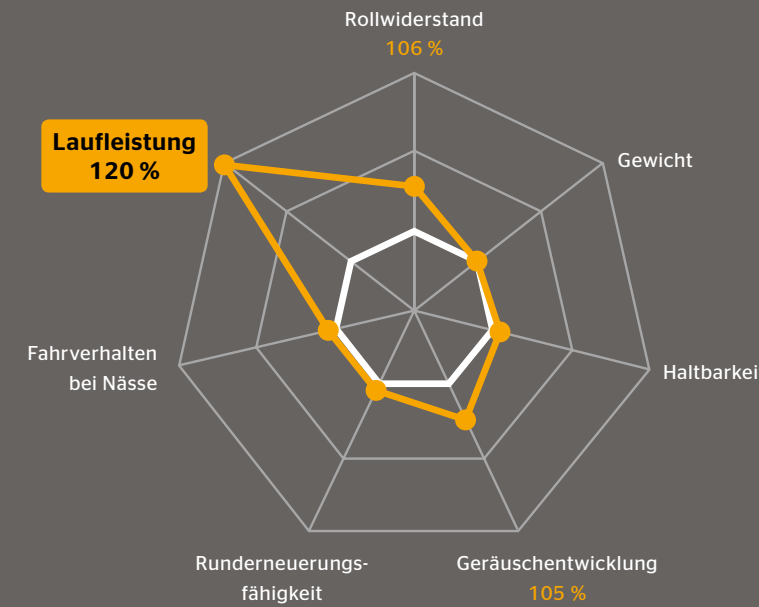 Rollwiderstand
106 %
Laufleistung
120 %
Gewicht
Fahrverhalten
bei Nässe
Haltbarkei
Runderneuerungs-
fähigkeit
Geräuschentwicklung
105 %